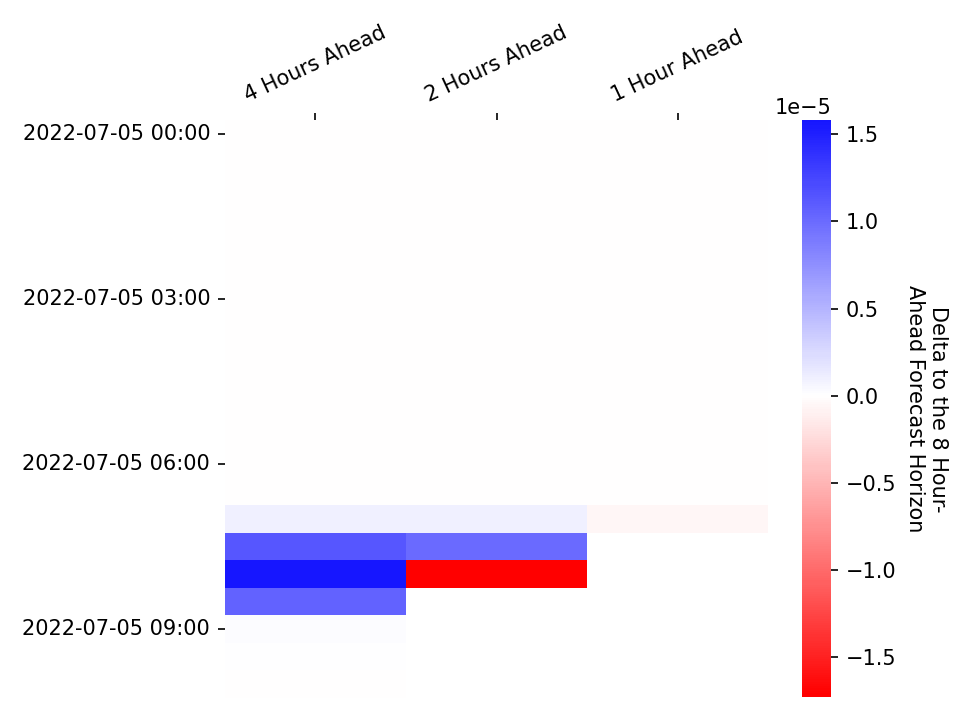 4 Hours Ahead
2 Hours Ahead
1 Hour Ahead
1e−5
2022-07-05 00:00
2022-07-05 03:00
2022-07-05 06:00
2022-07-05 09:00
1.5
1.0
0.5
0.0
−0.5
−1.0
−1.5
Delta to the 8 Hour-
Ahead Forecast Horizon